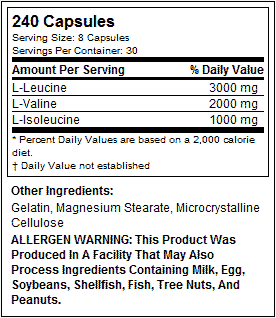 240 Capsules
Serving Size: 8 Capsules
Servings Per Container: 30
Amount Per Serving % Daily Value
L-Leucine 3000 mg
L-Valine 2000 mg
L-Isoleucine 1000 mg
* Percent Daily Values are based on a 2,000 calorie
diet.
† Daily Value not established
Other Ingredients:
Gelatin, Magnesium Stearate, Microcrystalline
Cellulose
ALLERGEN WARNING: This Product Was
Produced In A Facility That May Also
Process Ingredients Containing Milk, Egg,
Soybeans, Shellfish, Fish, Tree Nuts, And
Peanuts.